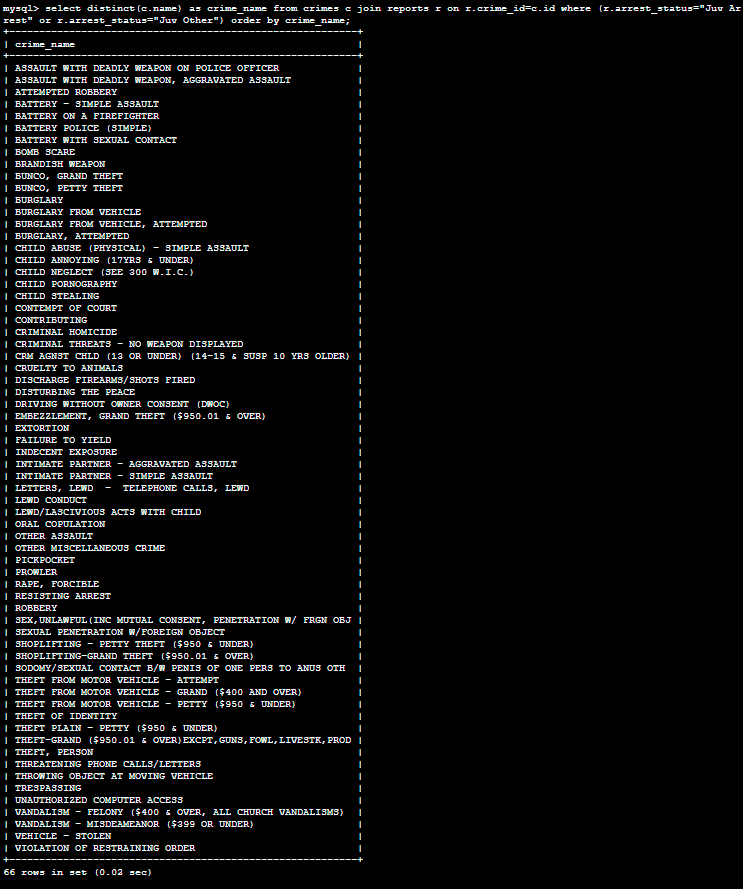 mysql> select distinct(c.name) as crime_name from crimes c join reports r on r.crime_id=c.id where (r.arrest_status="Juv Ar
rest" or r.arrest_status="Juv Other") order by crime_name;
+----------------------------------------------------------+
| crime_name                                               |
+----------------------------------------------------------+
| ASSAULT WITH DEADLY WEAPON ON POLICE OFFICER             |
| ASSAULT WITH DEADLY WEAPON, AGGRAVATED ASSAULT           |
| ATTEMPTED ROBBERY                                        |
| BATTERY - SIMPLE ASSAULT                                 |
| BATTERY ON A FIREFIGHTER                                 |
| BATTERY POLICE (SIMPLE)                                  |
| BATTERY WITH SEXUAL CONTACT                              |
| BOMB SCARE                                               |
| BRANDISH WEAPON                                          |
| BUNCO, GRAND THEFT                                       |
| BUNCO, PETTY THEFT                                       |
| BURGLARY                                                 |
| BURGLARY FROM VEHICLE                                    |
| BURGLARY FROM VEHICLE, ATTEMPTED                         |
| BURGLARY, ATTEMPTED                                      |
| CHILD ABUSE (PHYSICAL) - SIMPLE ASSAULT                  |
| CHILD ANNOYING (17YRS & UNDER)                           |
| CHILD NEGLECT (SEE 300 W.I.C.)                           |
| CHILD PORNOGRAPHY                                        |
| CHILD STEALING                                           |
| CONTEMPT OF COURT                                        |
| CONTRIBUTING                                             |
| CRIMINAL HOMICIDE                                        |
| CRIMINAL THREATS - NO WEAPON DISPLAYED                   |
| CRM AGNST CHLD (13 OR UNDER) (14-15 & SUSP 10 YRS OLDER) |
| CRUELTY TO ANIMALS                                       |
| DISCHARGE FIREARMS/SHOTS FIRED                           |
| DISTURBING THE PEACE                                     |
| DRIVING WITHOUT OWNER CONSENT (DWOC)                     |
| EMBEZZLEMENT, GRAND THEFT ($950.01 & OVER)               |
| EXTORTION                                                |
| FAILURE TO YIELD                                         |
| INDECENT EXPOSURE                                        |
| INTIMATE PARTNER - AGGRAVATED ASSAULT                    |
| INTIMATE PARTNER - SIMPLE ASSAULT                        |
| LETTERS, LEWD  -  TELEPHONE CALLS, LEWD                  |
| LEWD CONDUCT                                             |
| LEWD/LASCIVIOUS ACTS WITH CHILD                          |
| ORAL COPULATION                                          |
| OTHER ASSAULT                                            |
| OTHER MISCELLANEOUS CRIME                                |
| PICKPOCKET                                               |
| PROWLER                                                  |
| RAPE, FORCIBLE                                           |
| RESISTING ARREST                                         |
| ROBBERY                                                  |
| SEX,UNLAWFUL(INC MUTUAL CONSENT, PENETRATION W/ FRGN OBJ |
| SEXUAL PENETRATION W/FOREIGN OBJECT                      |
| SHOPLIFTING - PETTY THEFT ($950 & UNDER)                 |
| SHOPLIFTING-GRAND THEFT ($950.01 & OVER)                 |
| SODOMY/SEXUAL CONTACT B/W PENIS OF ONE PERS TO ANUS OTH  |
| THEFT FROM MOTOR VEHICLE - ATTEMPT                       |
| THEFT FROM MOTOR VEHICLE - GRAND ($400 AND OVER)         |
| THEFT FROM MOTOR VEHICLE - PETTY ($950 & UNDER)          |
| THEFT OF IDENTITY                                        |
| THEFT PLAIN - PETTY ($950 & UNDER)                       |
| THEFT-GRAND ($950.01 & OVER)EXCPT,GUNS,FOWL,LIVESTK,PROD |
| THEFT, PERSON                                            |
| THREATENING PHONE CALLS/LETTERS                          |
| THROWING OBJECT AT MOVING VEHICLE                        |
| TRESPASSING                                              |
| UNAUTHORIZED COMPUTER ACCESS                             |
| VANDALISM - FELONY ($400 & OVER, ALL CHURCH VANDALISMS)  |
| VANDALISM - MISDEAMEANOR ($399 OR UNDER)                 |
| VEHICLE - STOLEN                                         |
| VIOLATION OF RESTRAINING ORDER                           |
+----------------------------------------------------------+
66 rows in set (0.02 sec)